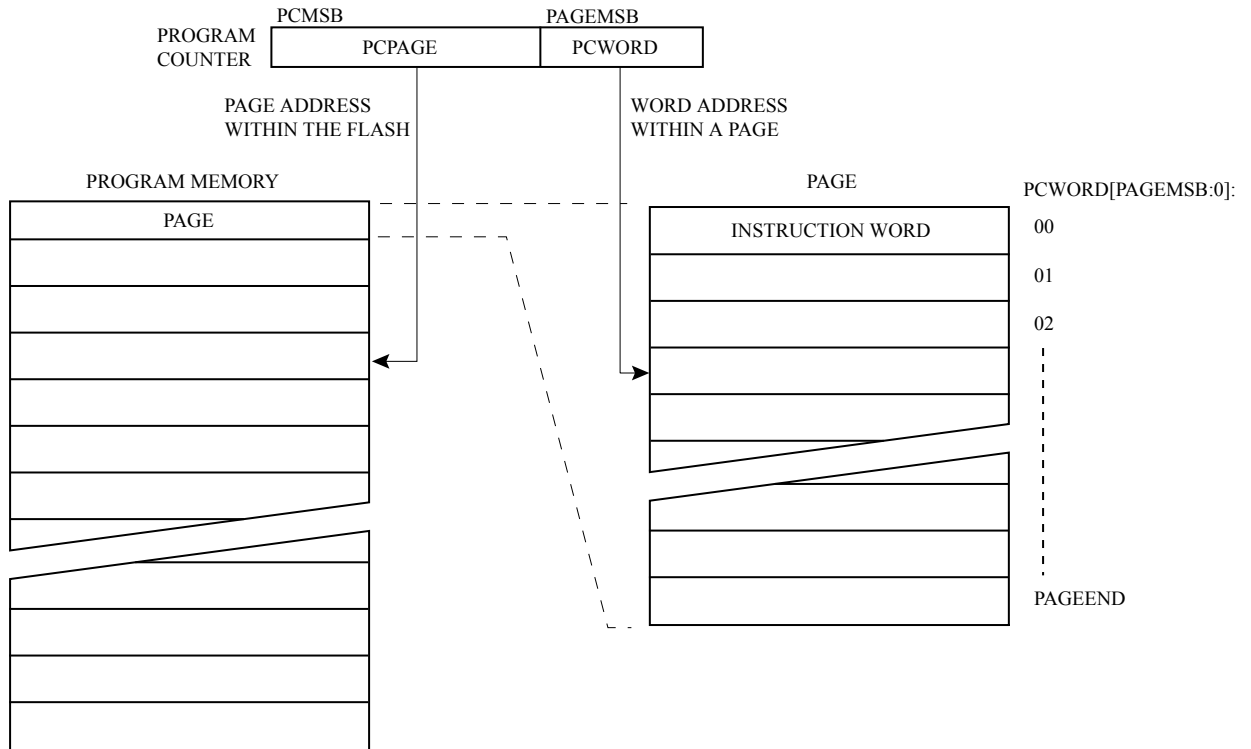 PCMSB
PAGEMSB
PROGRAM
COUNTER
PCPAGE
PCWORD
PAGE ADDRESS
WITHIN THE FLASH
WORD ADDRESS
WITHIN A PAGE
PROGRAM MEMORY
PAGE
PCWORD[PAGEMSB:0]:
PAGE
INSTRUCTION WORD
00
01
02
PAGEEND